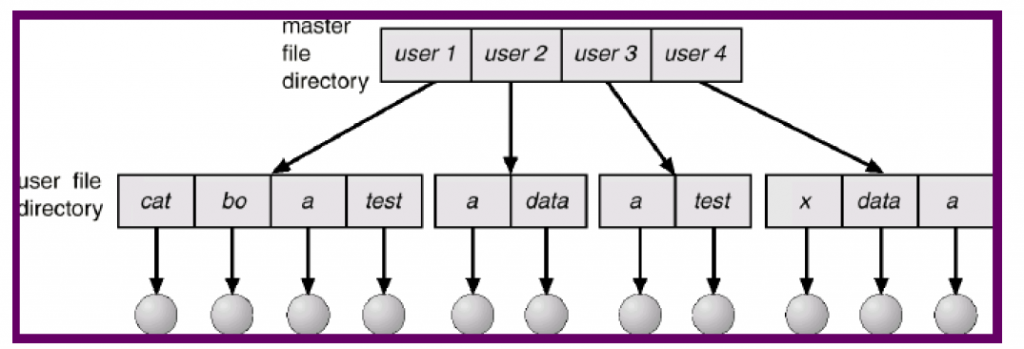 master
file
directory
user 1 user 2 user 3 user 4
user file
directory
cat bo a test a data a test x data a